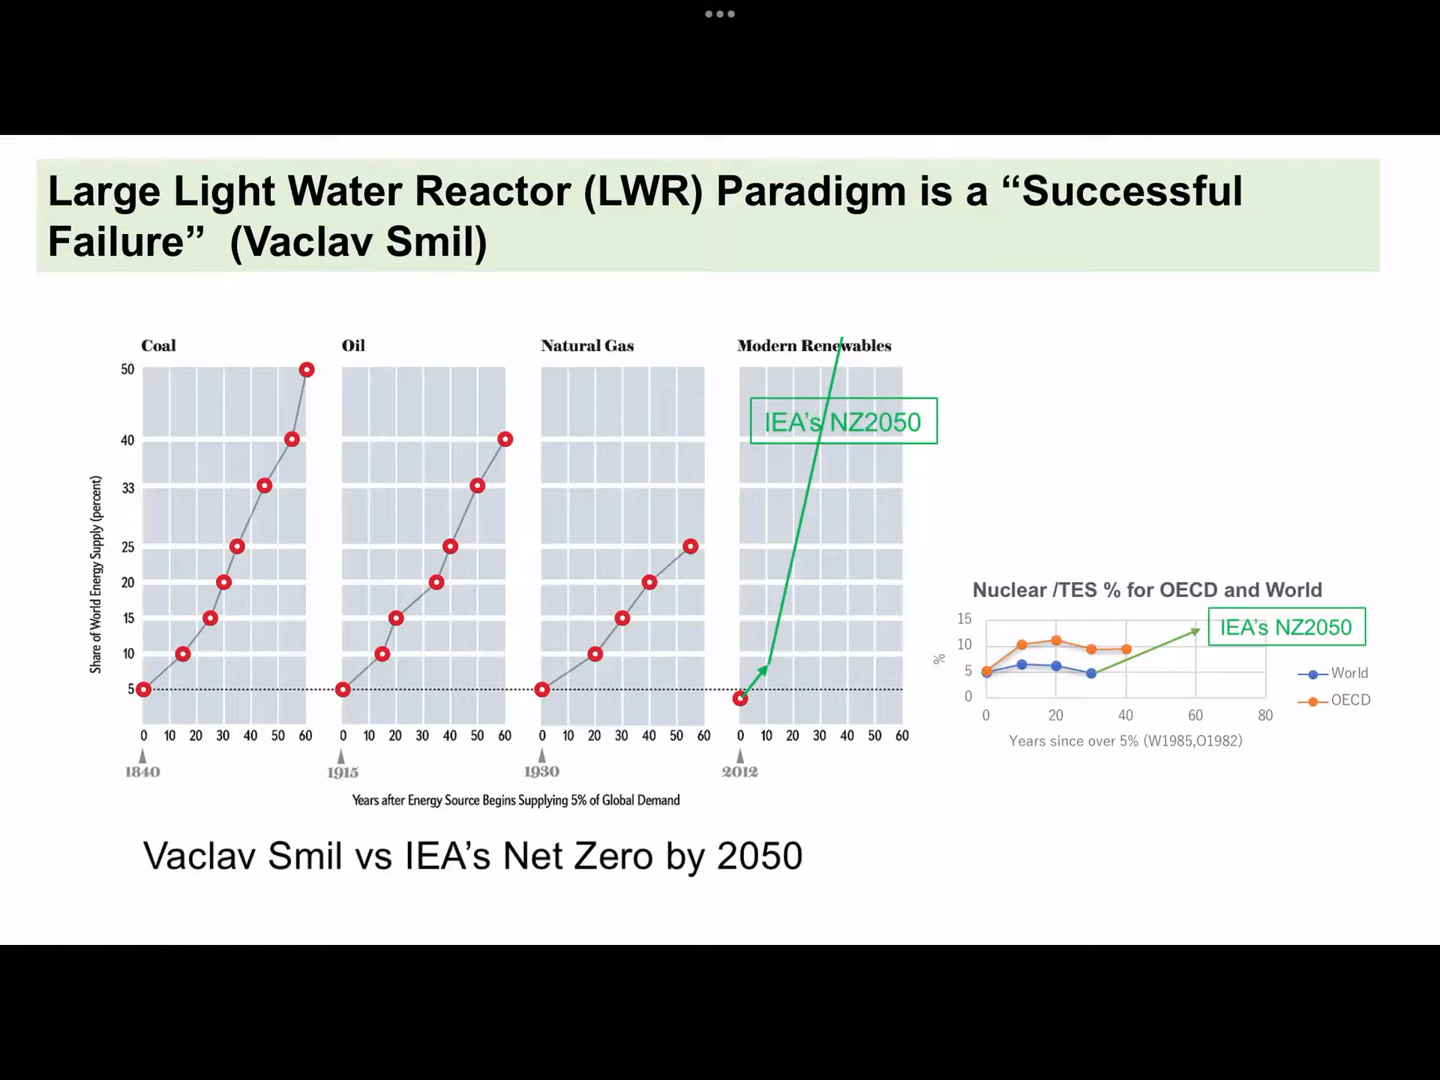 Large Light Water Reactor (LWR) Paradigm is a “Successful
Failure” (Vaclav Smil)
Coal
Oil
Natural Gas
Modern Renewables
IEA’s NZ2050
Share of World Energy Supply (percent)
50
40
33
25
20
15
10
5
0 10 20 30 40 50 60
0 10 20 30 40 50 60
0 10 20 30 40 50 60
0 10 20 30 40 50 60
1840
1915
1930
2012
Years after Energy Source Begins Supplying 5% of Global Demand
Nuclear /TES % for OECD and World
IEA’s NZ2050
%
15
10
5
0
0 20 40 60 80
World
OECD
Years since over 5% (W1985,O1982)
Vaclav Smil vs IEA’s Net Zero by 2050